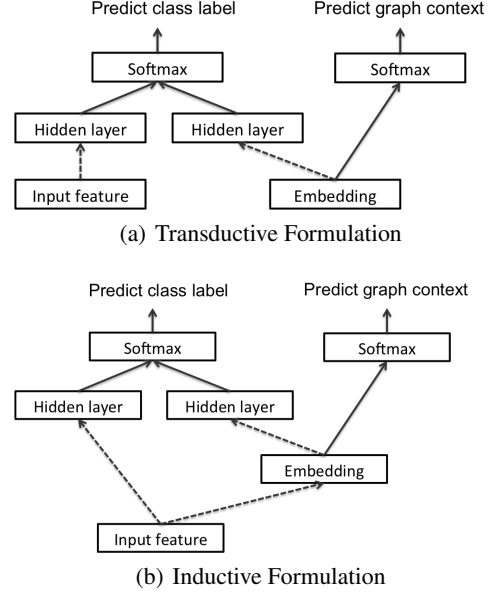 Predict class label
Predict graph context
Softmax
Softmax
Hidden layer
Hidden layer
Input feature
Embedding
(a) Transductive Formulation
Predict class label
Predict graph context
Softmax
Softmax
Hidden layer
Hidden layer
Embedding
Input feature
(b) Inductive Formulation